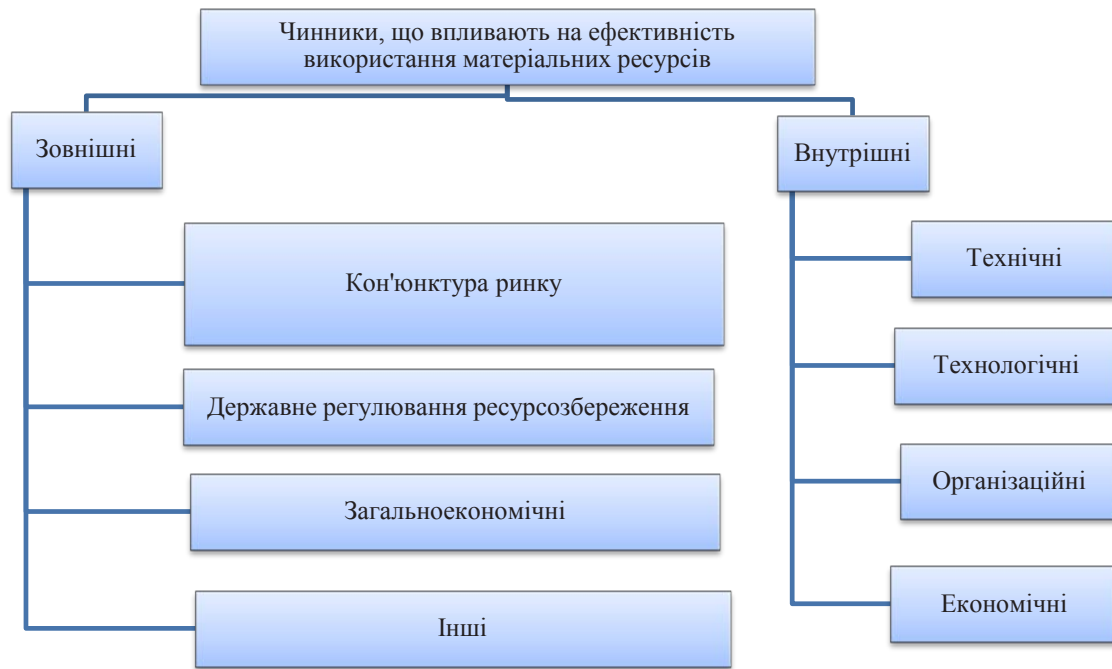 Чинники, що впливають на ефективність
використання матеріальних ресурсів
Зовнішні
Внутрішні
Кон'юнктура ринку
Державне регулювання ресурсозбереження
Загальноекономічні
Інші
Технічні
Технологічні
Організаційні
Економічні